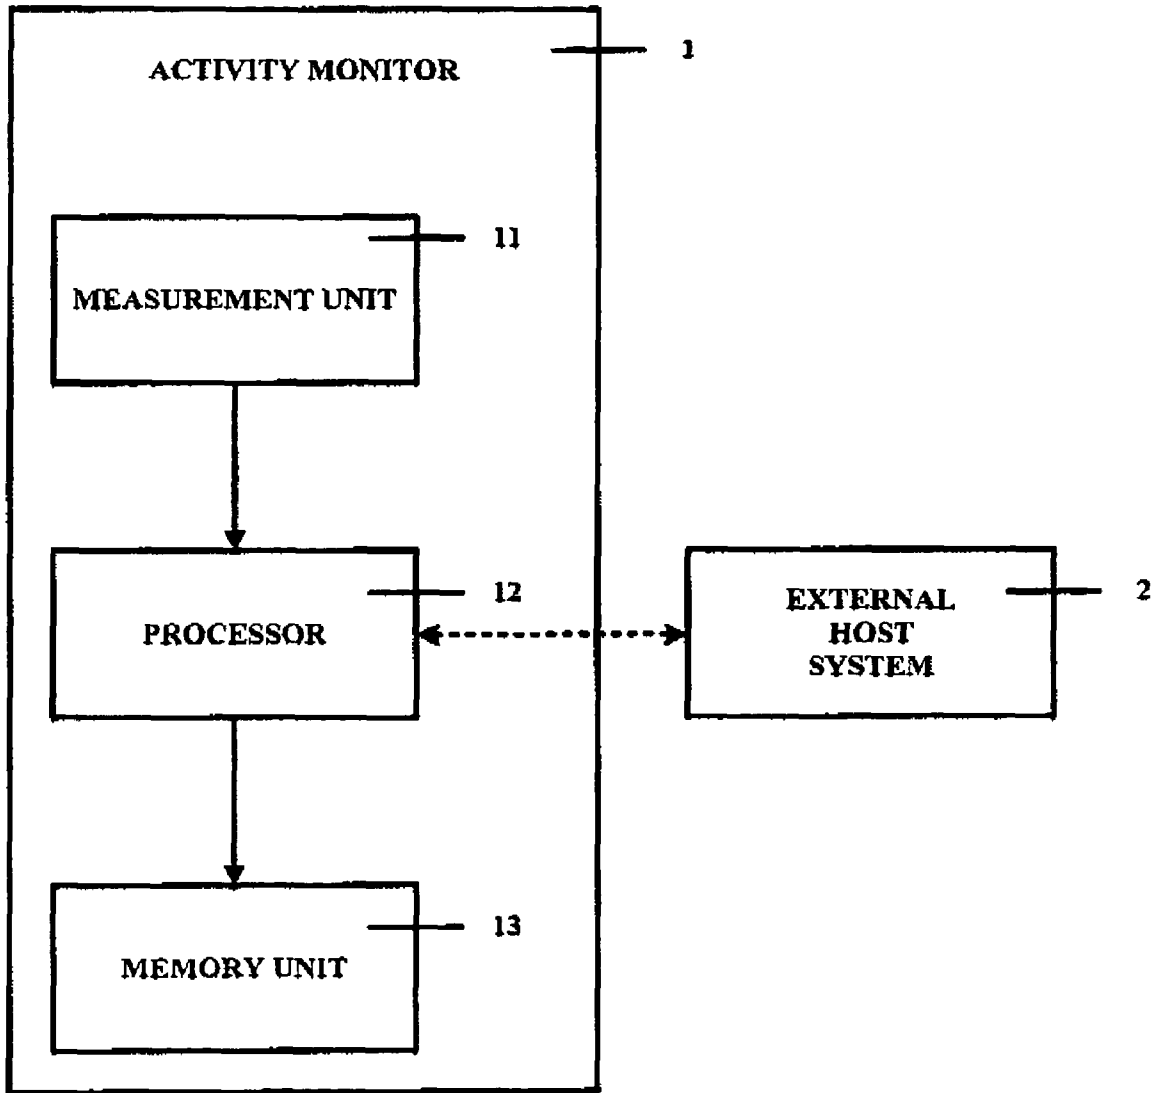 ACTIVITY MONITOR
1
11
MEASUREMENT UNIT
12
PROCESSOR
2
EXTERNAL
HOST
SYSTEM
13
MEMORY UNIT